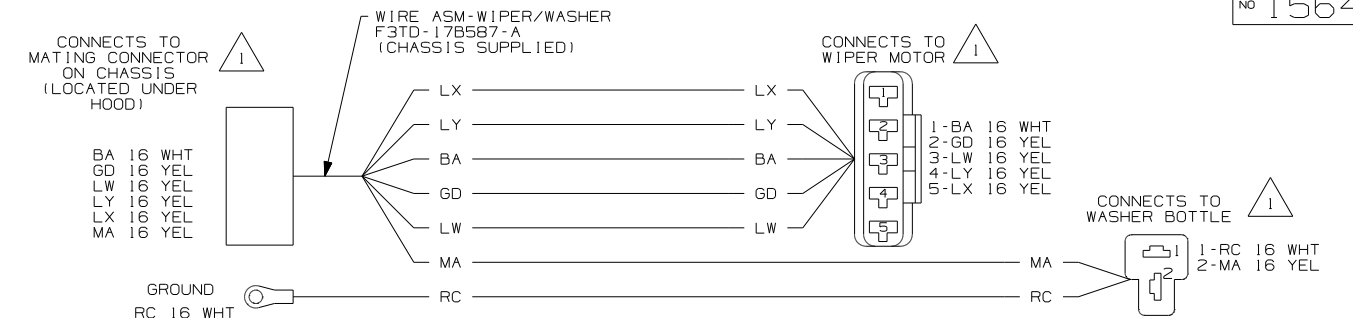 NO 1564
WIRE ASM-WIPER/WASHER
F3TD-17B587-A
(CHASSIS SUPPLIED)
CONNECTS TO
MATING CONNECTOR
ON CHASSIS
(LOCATED UNDER
HOOD)
1
CONNECTS TO
WIPER MOTOR
1
BA 16 WHT
GD 16 YEL
LW 16 YEL
LY 16 YEL
LX 16 YEL
MA 16 YEL
LX LX
LY LY
BA BA
GD GD
LW LW
MA MA
RC RC
1
2
3
4
5
1-BA 16 WHT
2-GD 16 YEL
3-LW 16 YEL
4-LY 16 YEL
5-LX 16 YEL
CONNECTS TO
WASHER BOTTLE
1
1
2
1-RC 16 WHT
2-MA 16 YEL
GROUND
RC 16 WHT